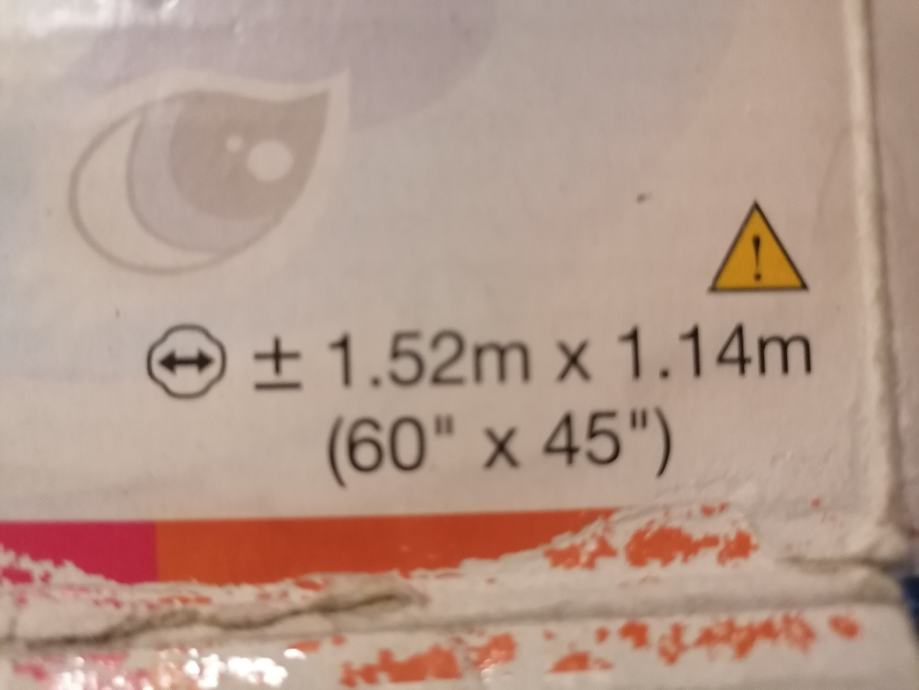 ± 1.52m x 1.14m
(60" x 45")